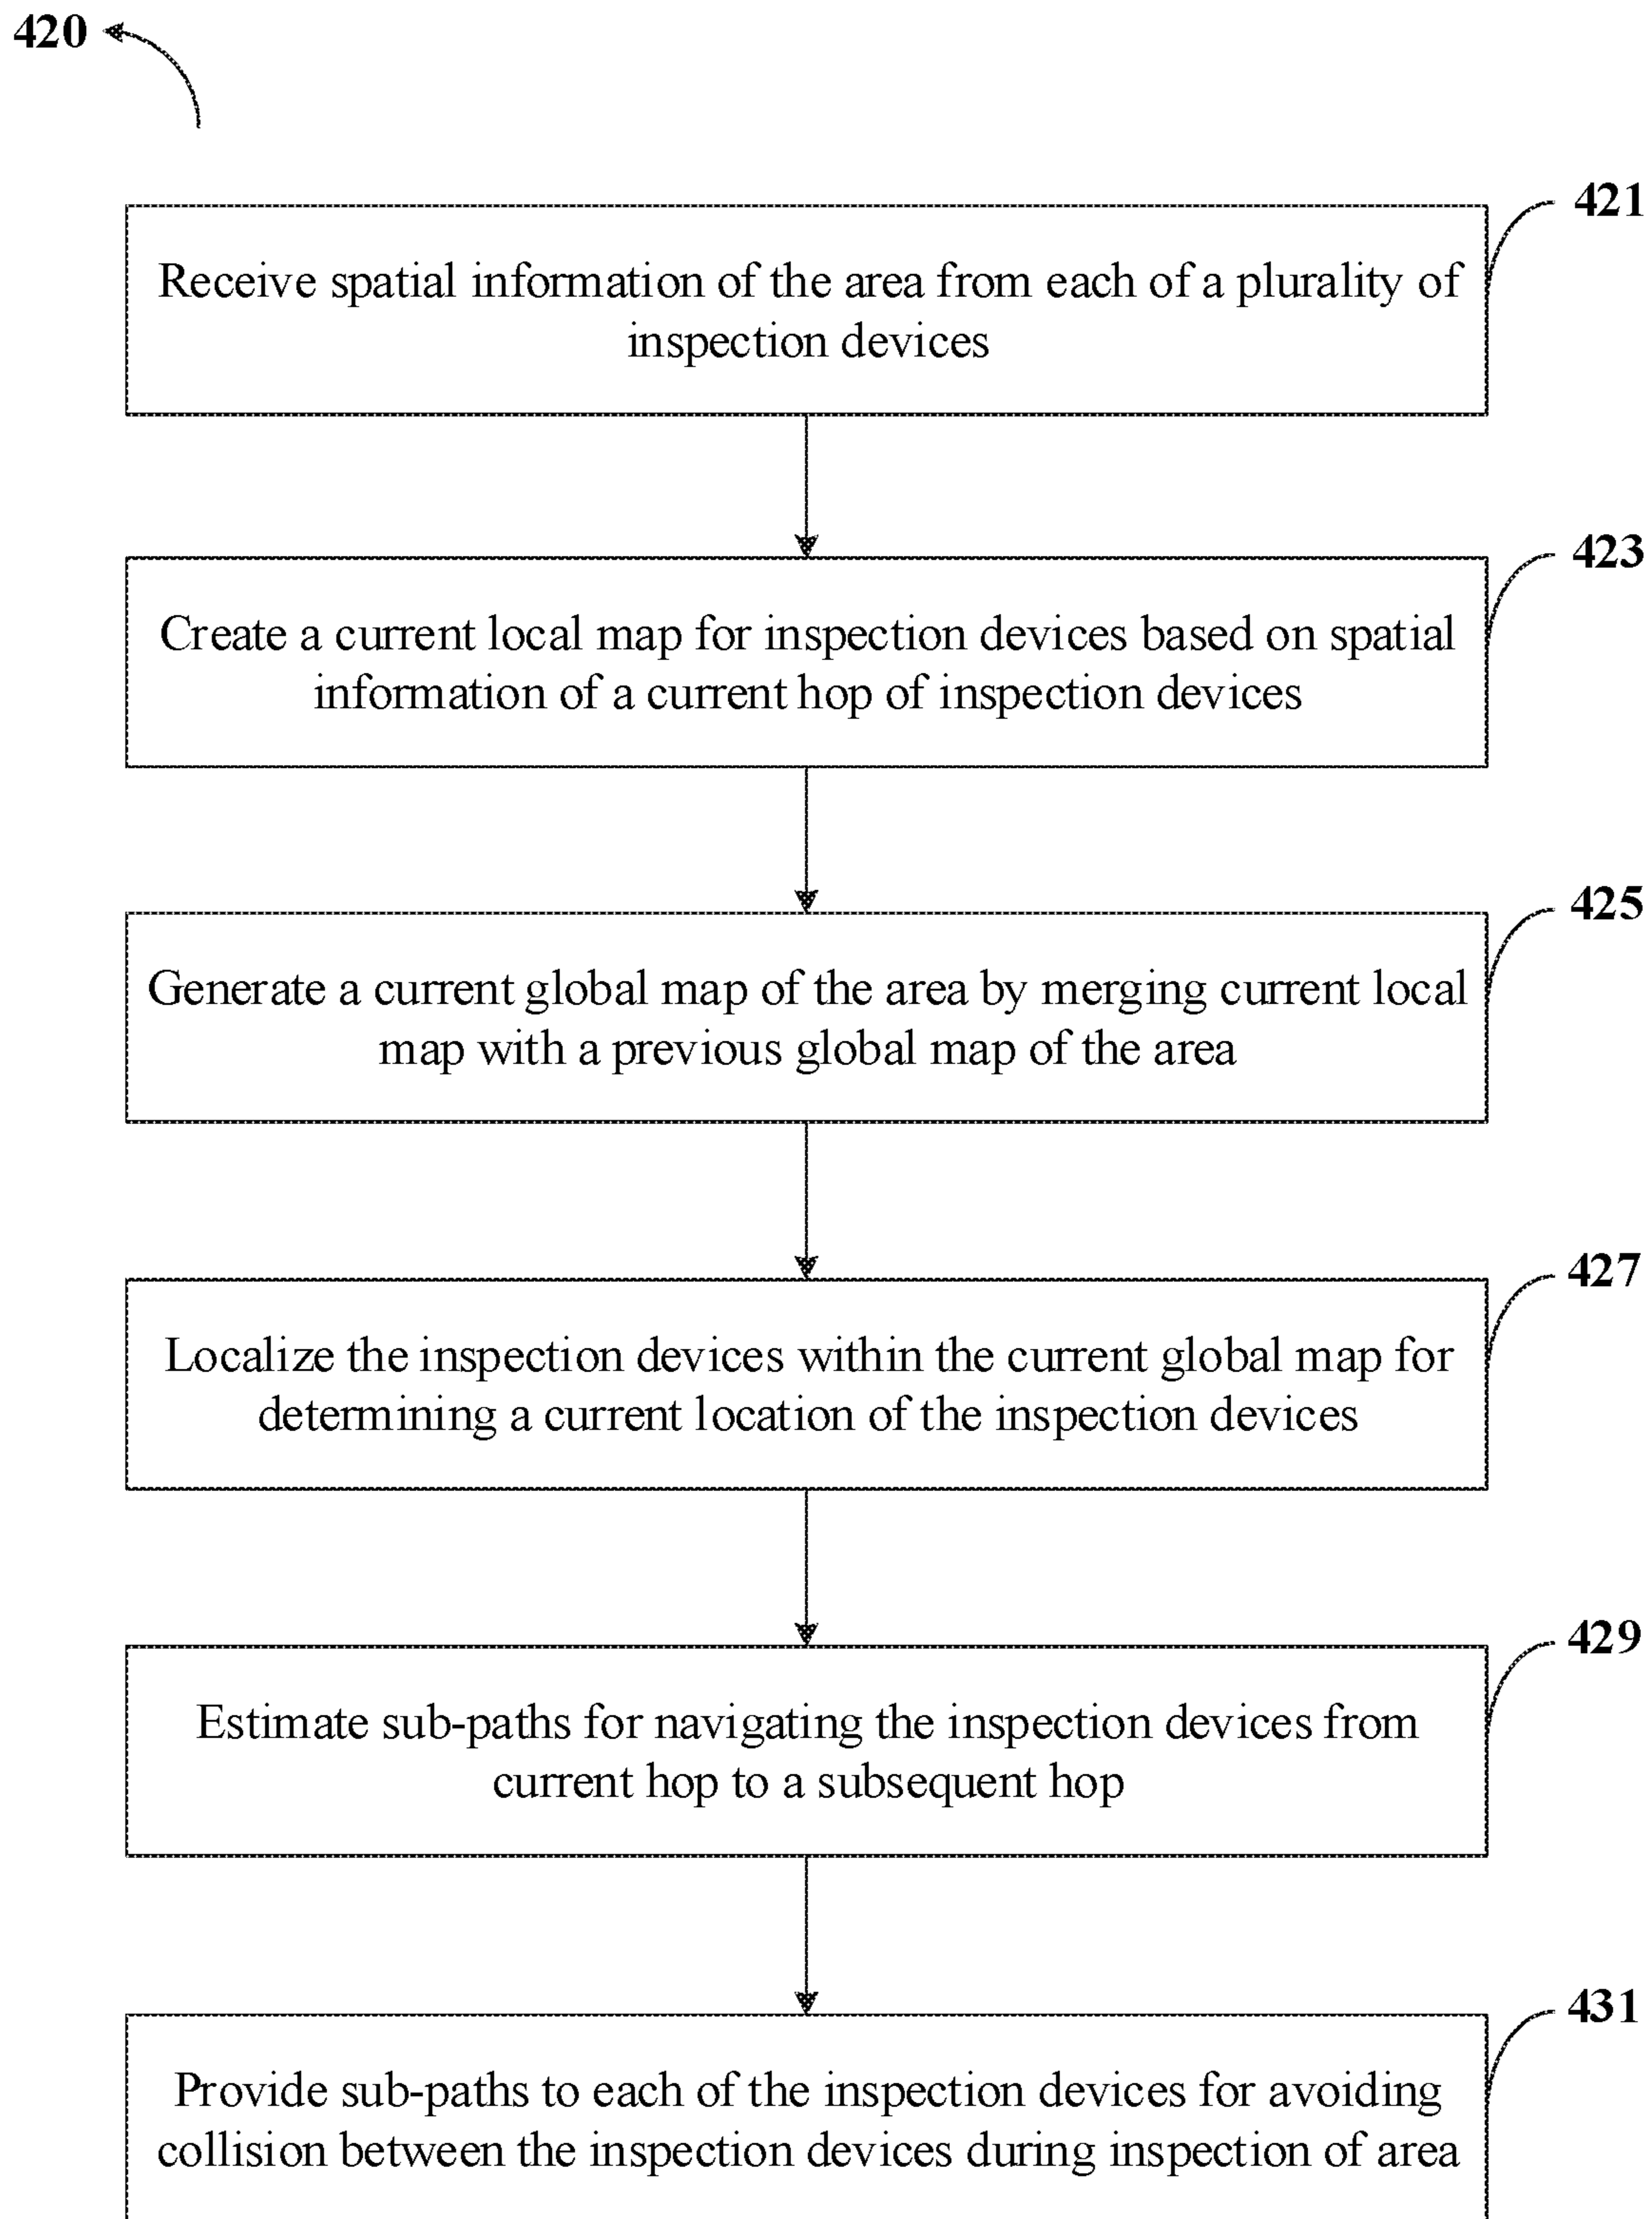 420
421
Receive spatial information of the area from each of a plurality of
inspection devices
423
Create a current local map for inspection devices based on spatial
information of a current hop of inspection devices
425
Generate a current global map of the area by merging current local
map with a previous global map of the area
427
Localize the inspection devices within the current global map for
determining a current location of the inspection devices
429
Estimate sub-paths for navigating the inspection devices from
current hop to a subsequent hop
431
Provide sub-paths to each of the inspection devices for avoiding
collision between the inspection devices during inspection of area